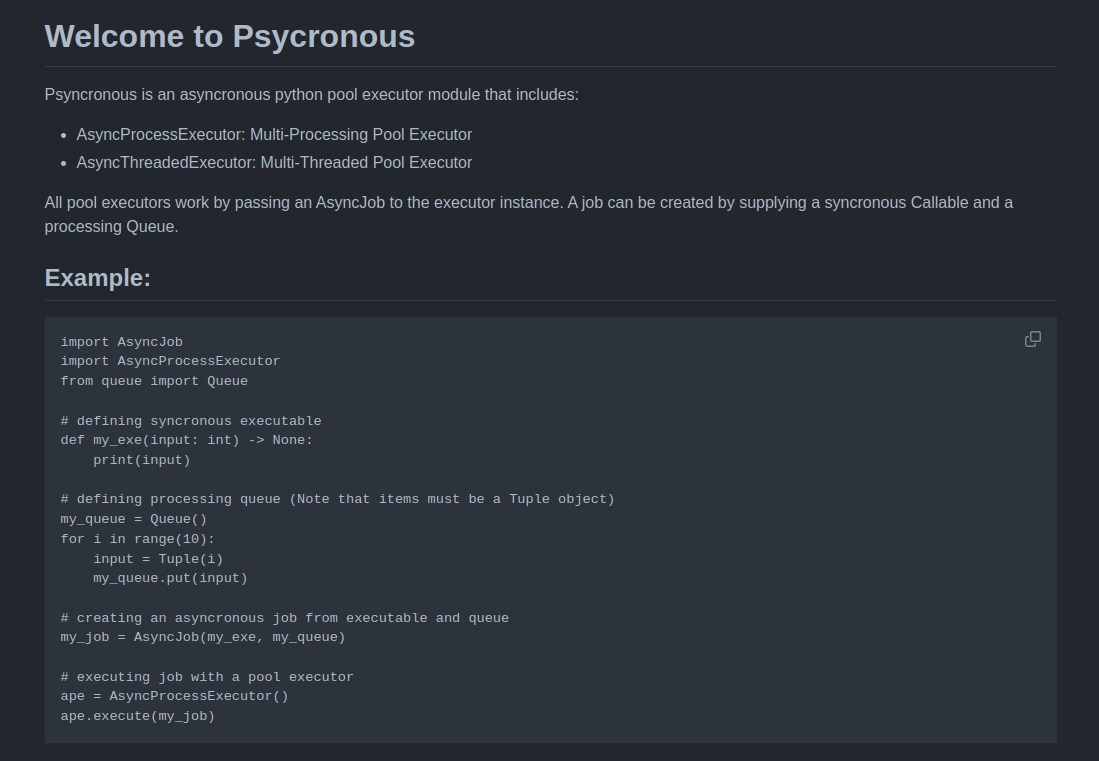 Welcome to Psycronous
Psyncronous is an asyncronous python pool executor module that includes:
• AsyncProcessExecutor: Multi-Processing Pool Executor
• AsyncThreadedExecutor: Multi-Threaded Pool Executor
All pool executors work by passing an AsyncJob to the executor instance. A job can be created by supplying a syncronous Callable and a
processing Queue.
Example:
import AsyncJob
import AsyncProcessExecutor
from queue import Queue

# defining syncronous executable
def my_exe(input: int) -> None:
    print(input)

# defining processing queue (Note that items must be a Tuple object)
my_queue = Queue()
for i in range(10):
    input = Tuple(i)
    my_queue.put(input)

# creating an asyncronous job from executable and queue
my_job = AsyncJob(my_exe, my_queue)

# executing job with a pool executor
ape = AsyncProcessExecutor()
ape.execute(my_job)